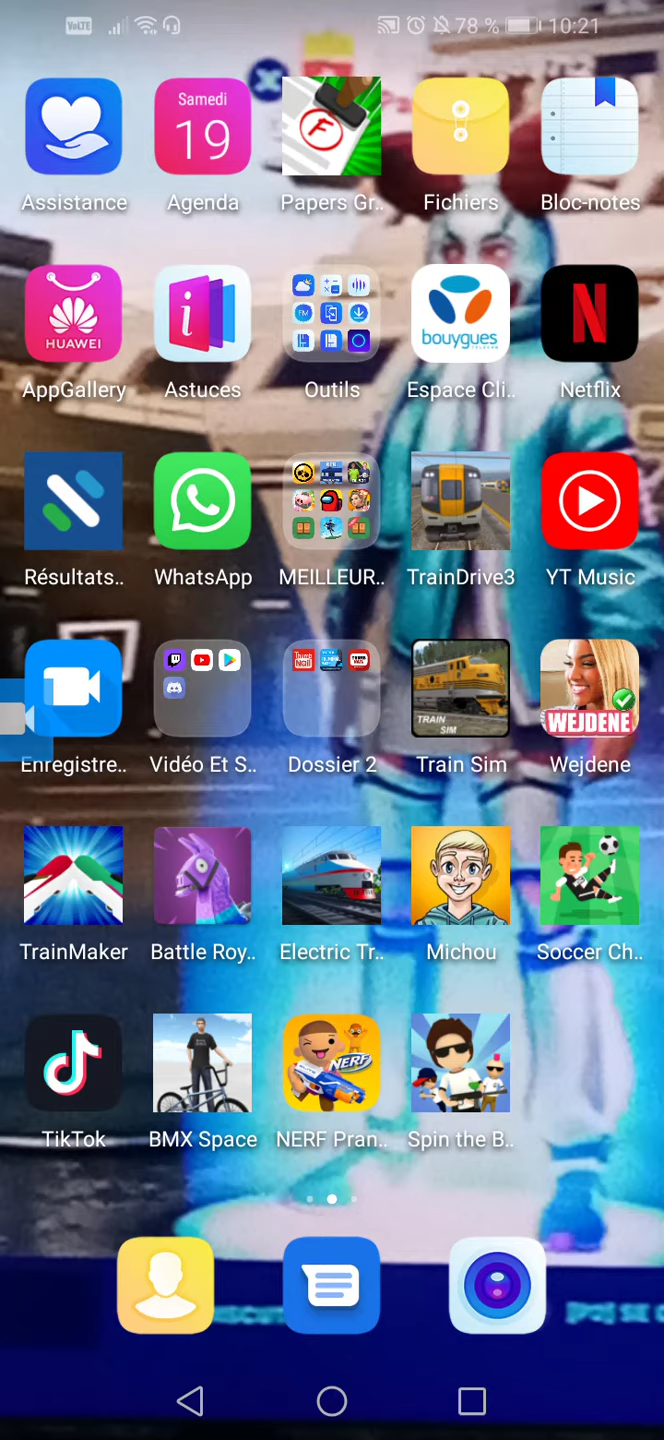 VoLTE 78 % 10:21
Samedi
19
F
Assistance Agenda Papers Gr.. Fichiers Bloc-notes
HUAWEI
i
bouygues
TELECOM
N
AppGallery Astuces Outils Espace Cli.. Netflix
Résultats.. WhatsApp MEILLEUR.. TrainDrive3 YT Music
TRAIN
SIM
WEJDENE
Enregistre.. Vidéo Et S.. Dossier 2 Train Sim Wejdene
TrainMaker Battle Roy.. Electric Tr.. Michou Soccer Ch..
NERF
TikTok BMX Space NERF Pran.. Spin the B..